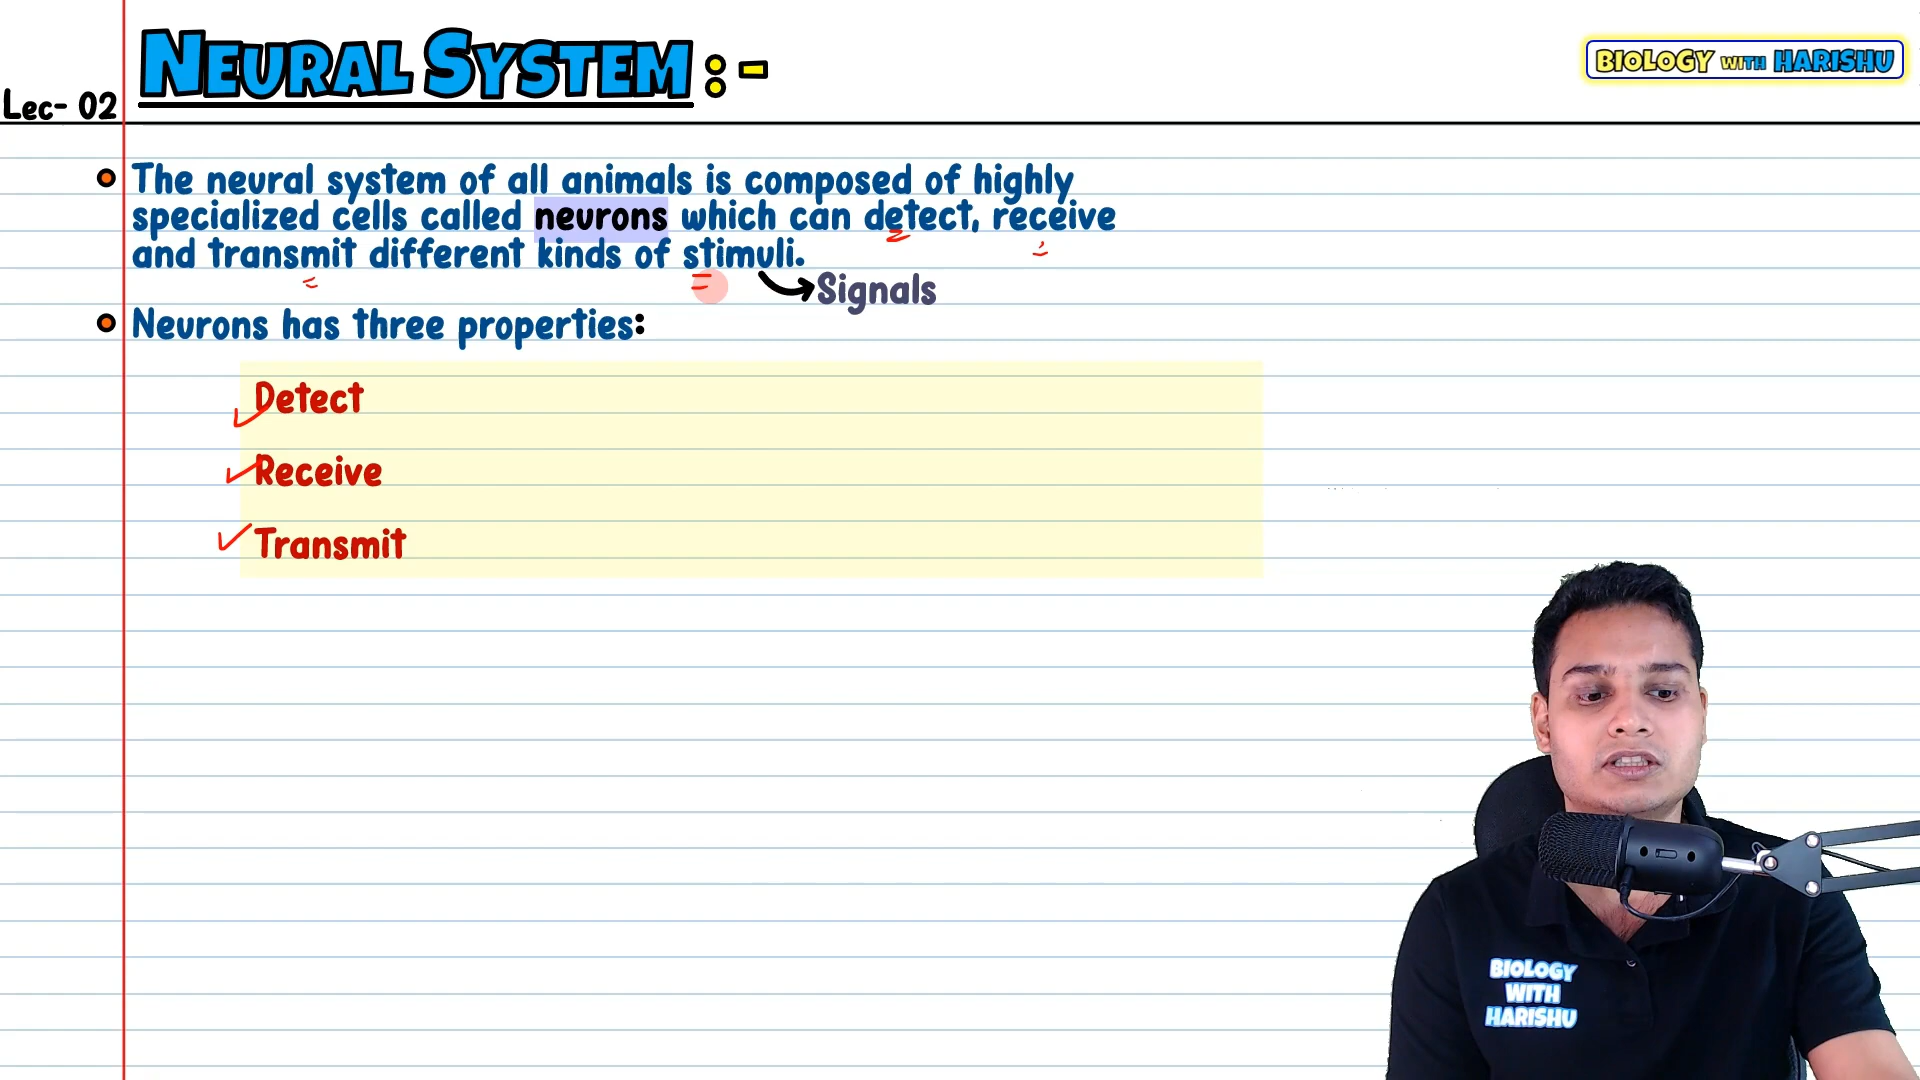 NEURAL SYSTEM :-
BIOLOGY WITH HARISHU
Lec- 02
The neural system of all animals is composed of highly
specialized cells called neurons which can detect, receive
and transmit different kinds of stimuli.
Signals
Neurons has three properties:
Detect
Receive
Transmit
BIOLOGY
WITH
HARISHU